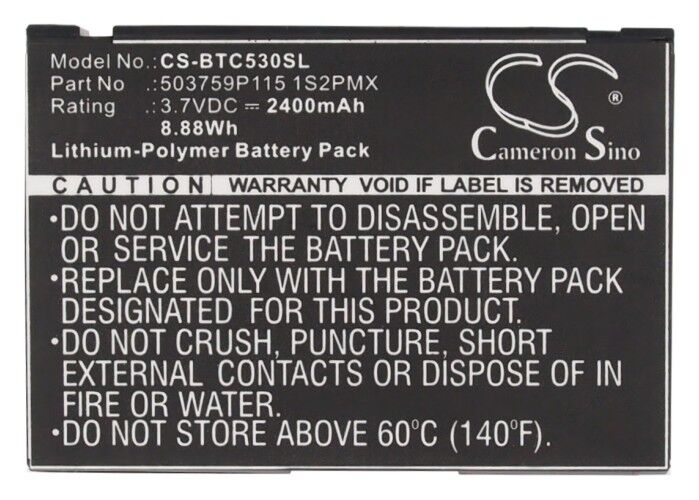 Model No.:CS-BTC530SL
Part No :503759P115 1S2PMX
Rating :3.7VDC ⎓ 2400mAh
8.88Wh
Lithium-Polymer Battery Pack
CS®
Cameron Sino
CAUTION WARRANTY VOID IF LABEL IS REMOVED
•DO NOT ATTEMPT TO DISASSEMBLE, OPEN
OR SERVICE THE BATTERY PACK.
•REPLACE ONLY WITH THE BATTERY PACK
DESIGNATED FOR THIS UNIT.
•DO NOT CRUSH, PUNCTURE, SHORT
EXTERNAL CONTACTS OR DISPOSE OF IN
FIRE OR WATER.
•DO NOT STORE ABOVE 60°C (140°F).